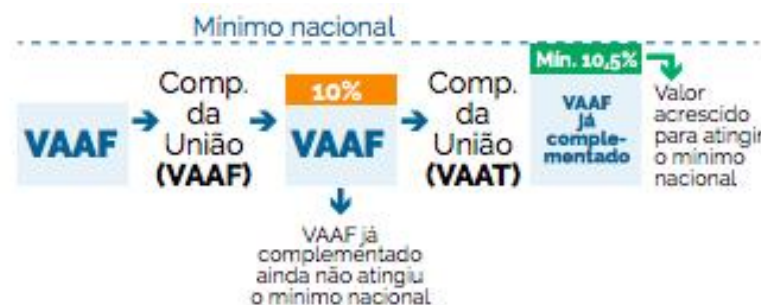 Mínimo nacional
VAAF
Comp.
da
União
(VAAF)
10%
VAAF
VAAF já
complementado
ainda não atingiu
o mínimo nacional
Comp.
da
União
(VAAT)
Mín. 10,5%
VAAF
já
comple-
mentado
Valor
acrescido
para atingir
o mínimo
nacional